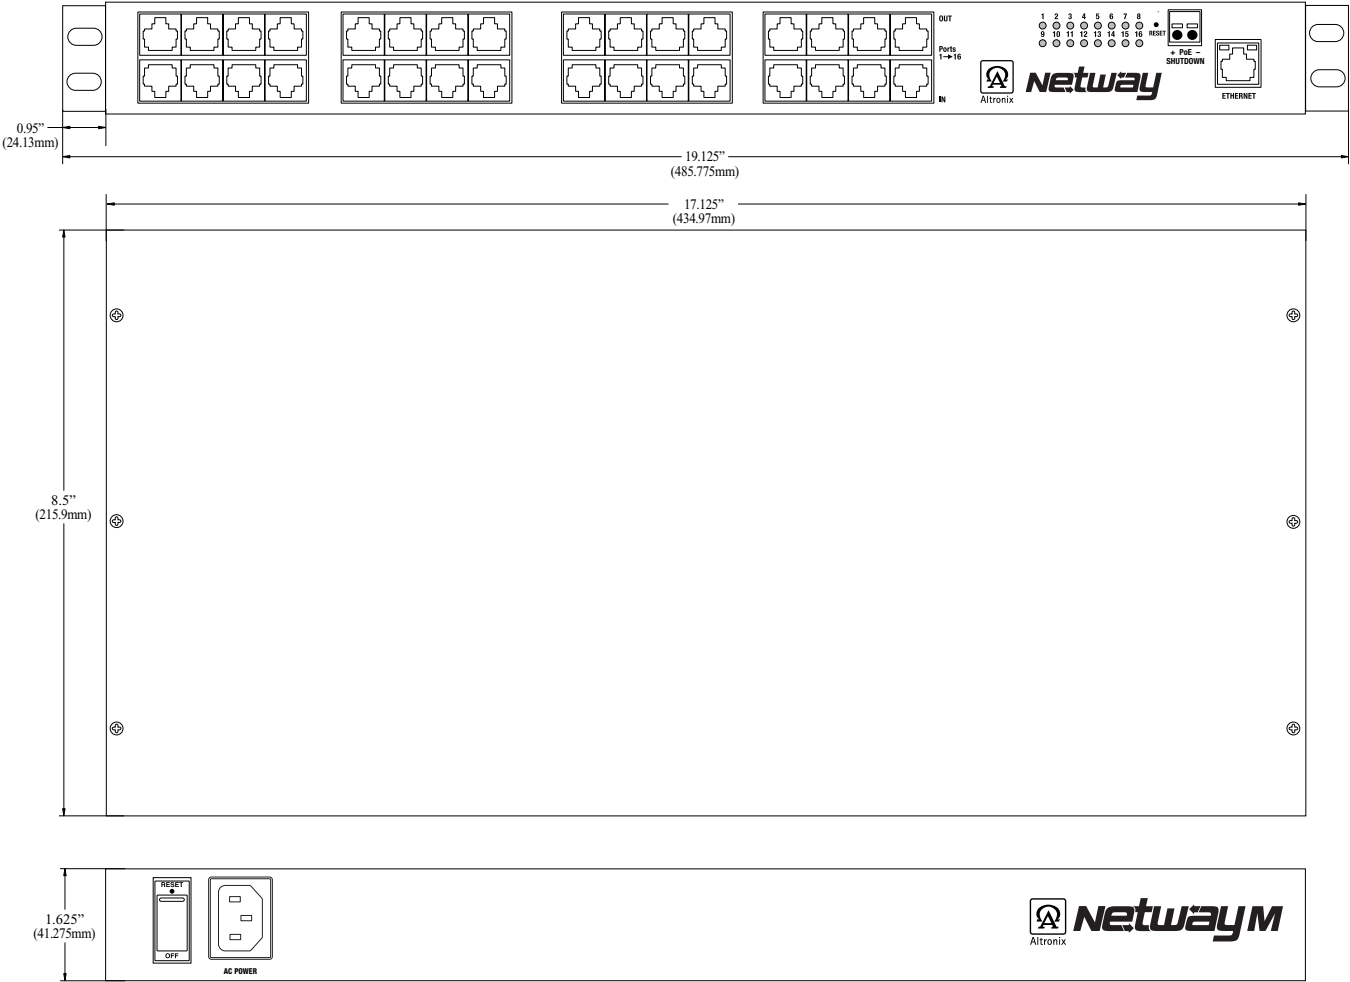 OUT
Ports
1→16
IN
Altronix
Netway
1 2 3 4 5 6 7 8
9 10 11 12 13 14 15 16
RESET
+ PoE –
SHUTDOWN
ETHERNET
0.95”
(24.13mm)
19.125”
(485.775mm)
17.125”
(434.97mm)
8.5”
(215.9mm)
1.625”
(41.275mm)
RESET
OFF
AC POWER
Altronix
NetwayM